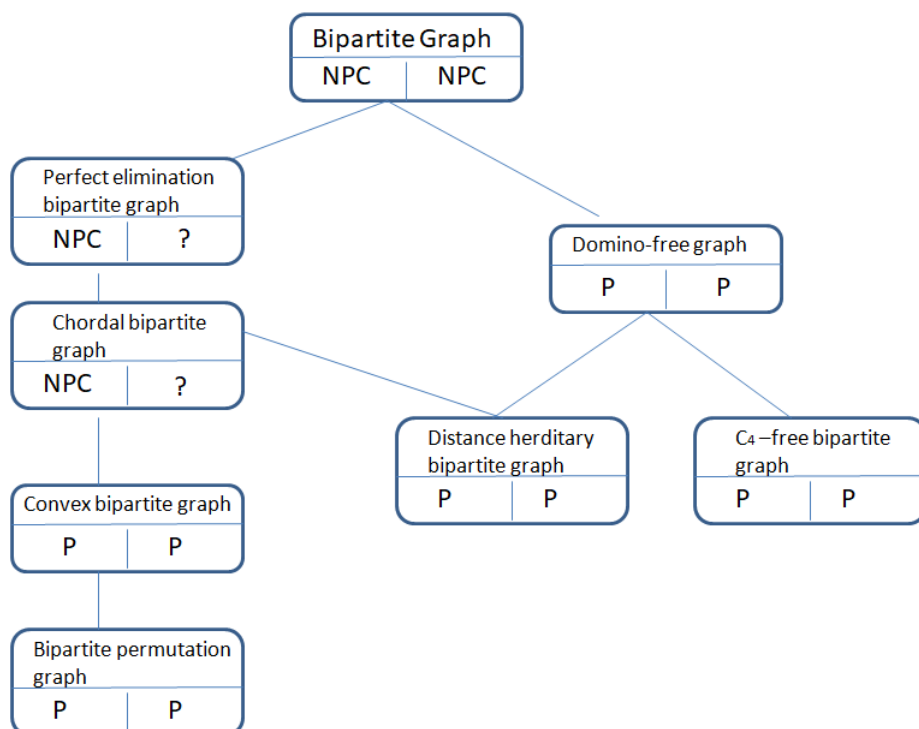 Bipartite Graph
NPC NPC
Perfect elimination
bipartite graph
NPC ?
Domino-free graph
P P
Chordal bipartite
graph
NPC ?
Distance herditary
bipartite graph
P P
C₄ –free bipartite
graph
P P
Convex bipartite graph
P P
Bipartite permutation
graph
P P